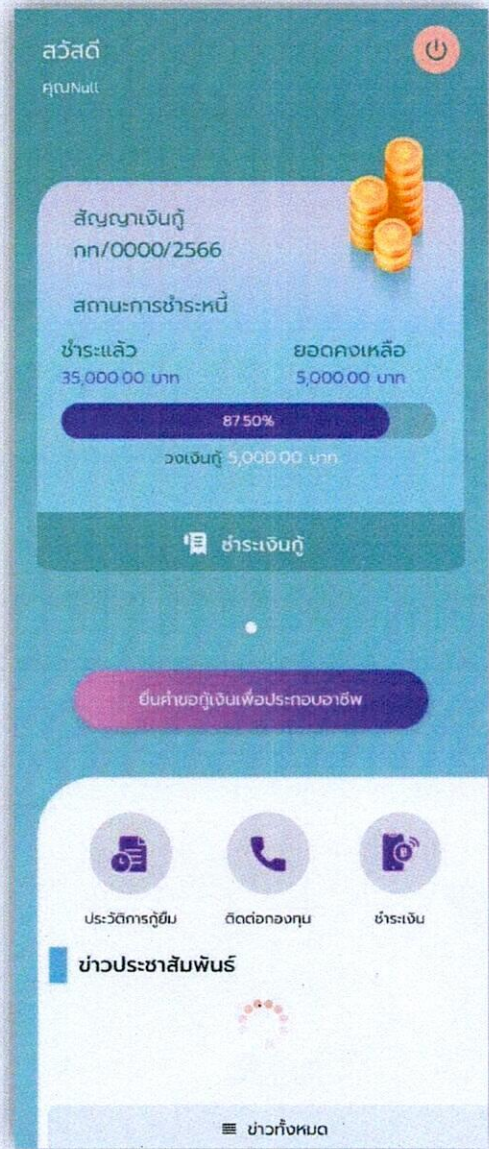 สวัสดี
คุณNull
สัญญาเงินกู้
กท/0000/2566
สถานะการชำระหนี้
ชำระแล้ว ยอดคงเหลือ
35,000.00 บาท 5,000.00 บาท
87.50%
วงเงินกู้ 5,000.00 บาท
ชำระเงินกู้
ยื่นคำขอกู้เงินเพื่อประกอบอาชีพ
ประวัติการกู้ยืม ติดต่อกองทุน ชำระเงิน
ข่าวประชาสัมพันธ์
ข่าวทั้งหมด